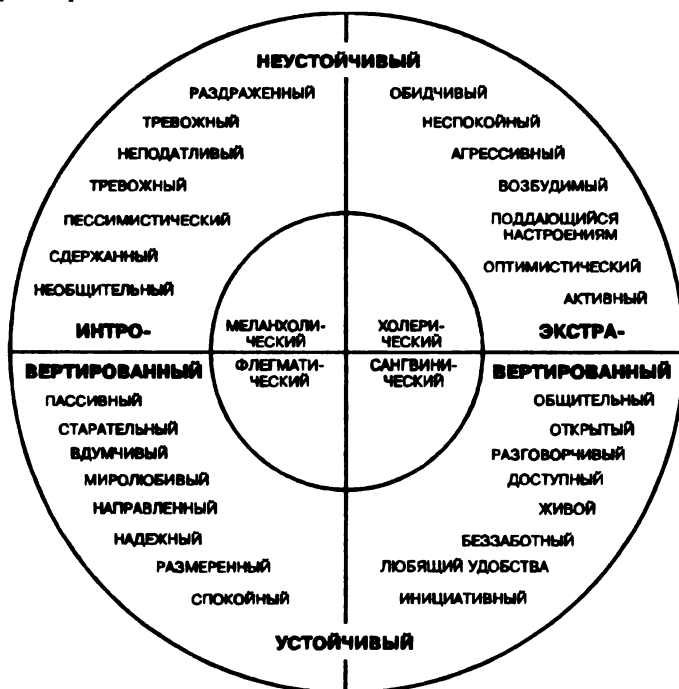 НЕУСТОЙЧИВЫЙ
РАЗДРАЖЕННЫЙ
ТРЕВОЖНЫЙ
НЕПОДАТЛИВЫЙ
ТРЕВОЖНЫЙ
ПЕССИМИСТИЧЕСКИЙ
СДЕРЖАННЫЙ
НЕОБЩИТЕЛЬНЫЙ
ОБИДЧИВЫЙ
НЕСПОКОЙНЫЙ
АГРЕССИВНЫЙ
ВОЗБУДИМЫЙ
ПОДДАЮЩИЙСЯ
НАСТРОЕНИЯМ
ОПТИМИСТИЧЕСКИЙ
АКТИВНЫЙ
ИНТРО-
ВЕРТИРОВАННЫЙ
МЕЛАНХОЛИ-
ЧЕСКИЙ
ХОЛЕРИ-
ЧЕСКИЙ
ФЛЕГМАТИ-
ЧЕСКИЙ
САНГВИНИ-
ЧЕСКИЙ
ЭКСТРА-
ВЕРТИРОВАННЫЙ
ПАССИВНЫЙ
СТАРАТЕЛЬНЫЙ
ВДУМЧИВЫЙ
МИРОЛЮБИВЫЙ
НАПРАВЛЕННЫЙ
НАДЕЖНЫЙ
РАЗМЕРЕННЫЙ
СПОКОЙНЫЙ
ОБЩИТЕЛЬНЫЙ
ОТКРЫТЫЙ
РАЗГОВОРЧИВЫЙ
ДОСТУПНЫЙ
ЖИВОЙ
БЕЗЗАБОТНЫЙ
ЛЮБЯЩИЙ УДОБСТВА
ИНИЦИАТИВНЫЙ
УСТОЙЧИВЫЙ